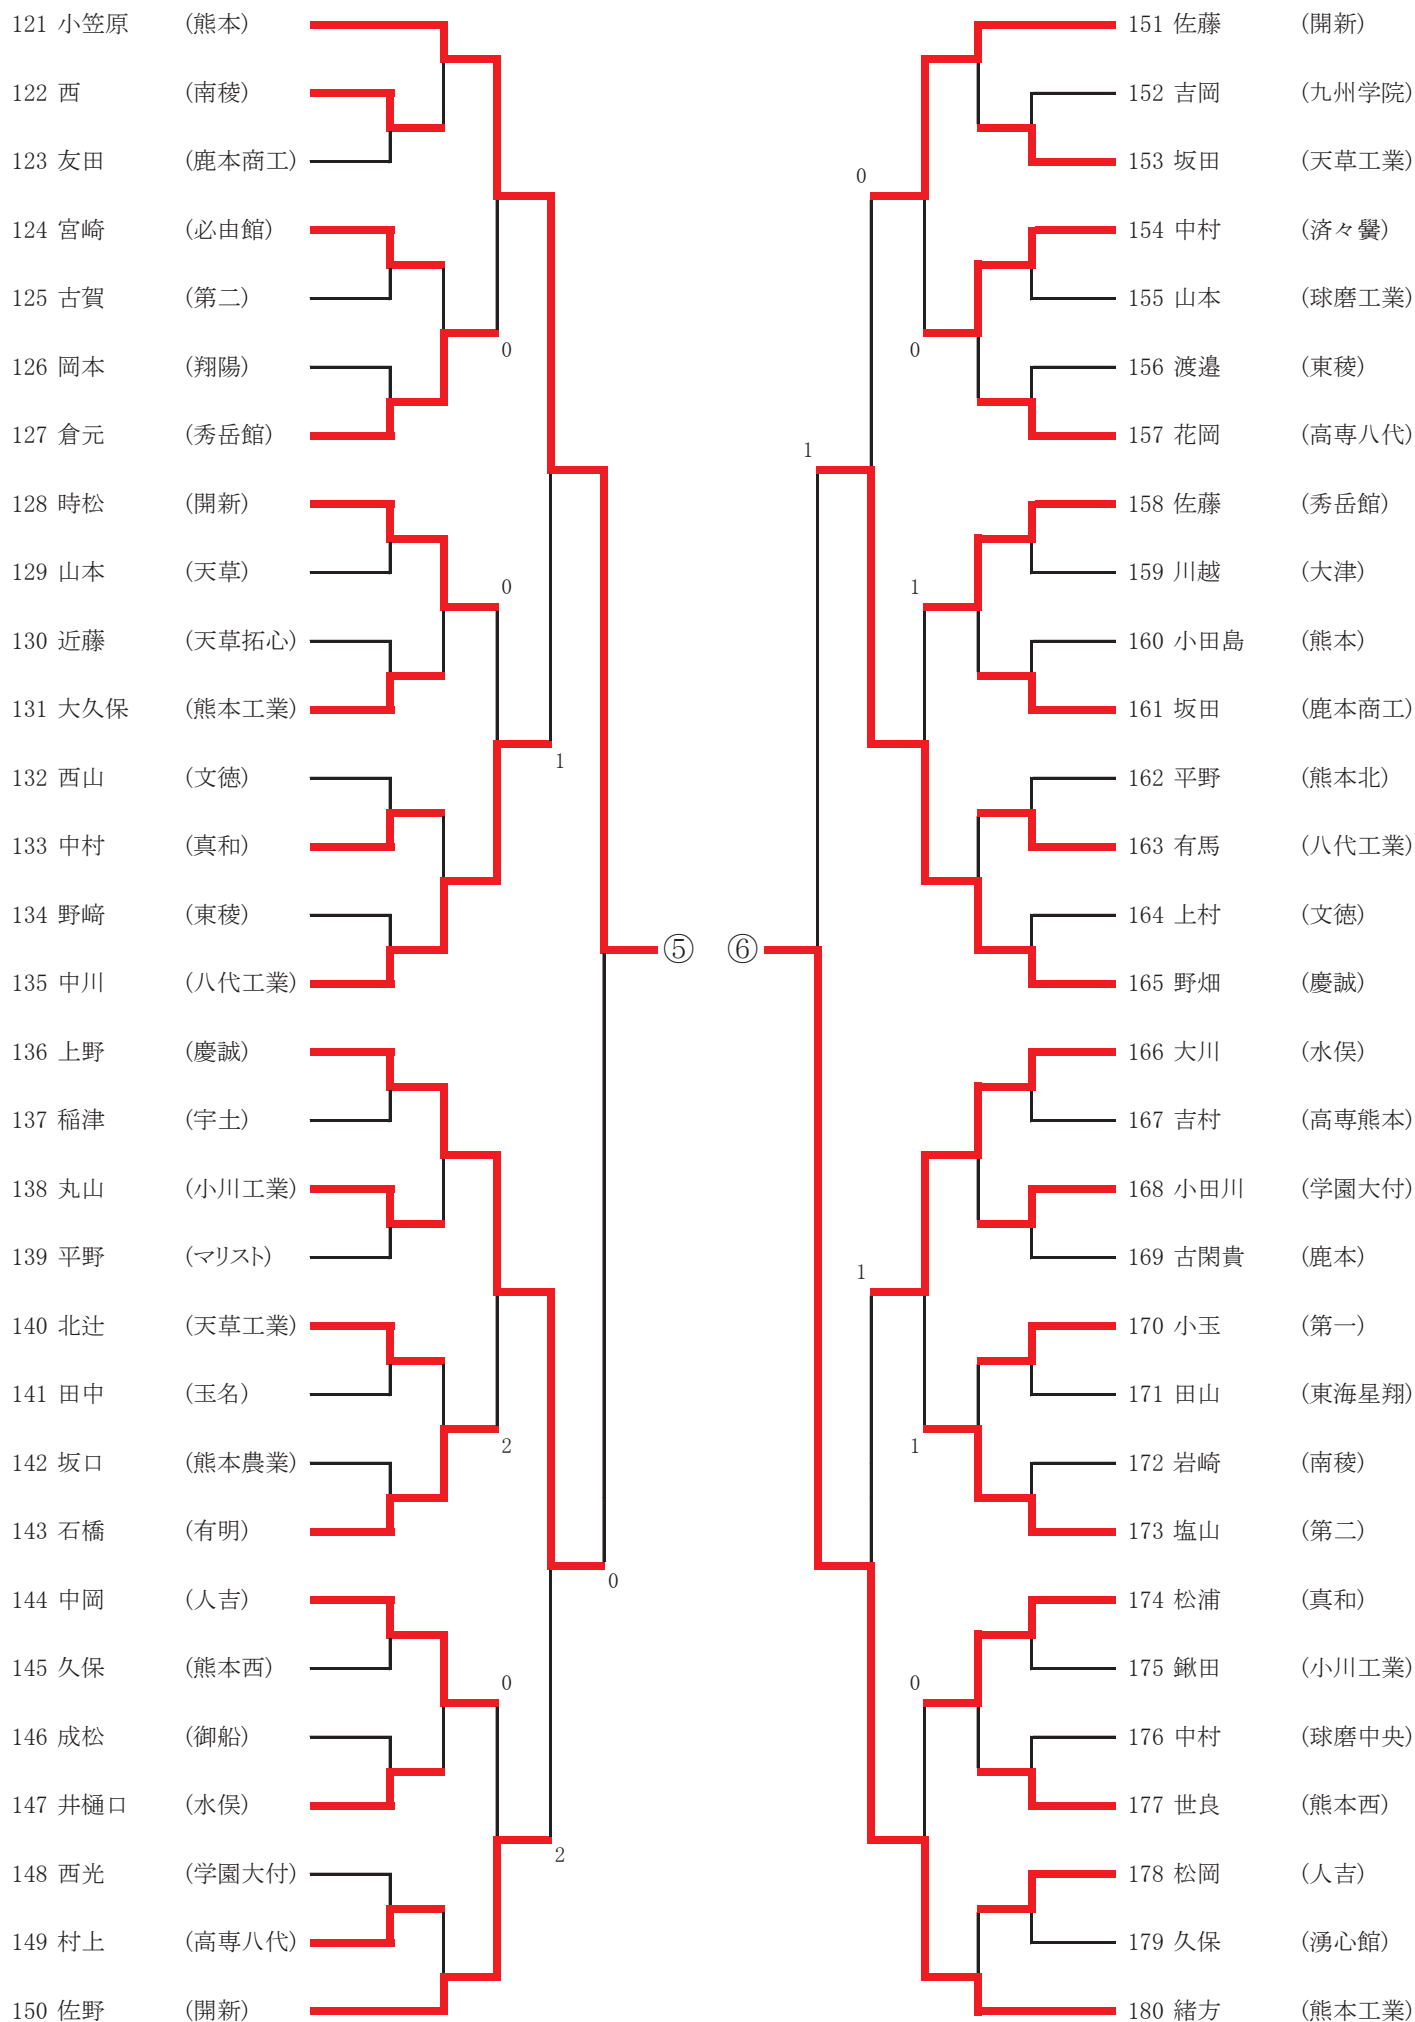 121 小笠原 (熊本)
122 西 (南稜)
123 友田 (鹿本商工)
124 宮崎 (必由館)
125 古賀 (第二)
0
126 岡本 (翔陽)
127 倉元 (秀岳館)
128 時松 (開新)
129 山本 (天草)
0
130 近藤 (天草拓心)
131 大久保 (熊本工業)
1
132 西山 (文徳)
133 中村 (真和)
134 野﨑 (東稜)
⑤
135 中川 (八代工業)
136 上野 (慶誠)
137 稲津 (宇土)
138 丸山 (小川工業)
139 平野 (マリスト)
140 北辻 (天草工業)
141 田中 (玉名)
2
142 坂口 (熊本農業)
143 石橋 (有明)
0
144 中岡 (人吉)
145 久保 (熊本西)
0
146 成松 (御船)
147 井樋口 (水俣)
2
148 西光 (学園大付)
149 村上 (高専八代)
150 佐野 (開新)
151 佐藤 (開新)
152 吉岡 (九州学院)
153 坂田 (天草工業)
0
154 中村 (済々黌)
155 山本 (球磨工業)
0
156 渡邉 (東稜)
157 花岡 (高専八代)
1
158 佐藤 (秀岳館)
159 川越 (大津)
1
160 小田島 (熊本)
161 坂田 (鹿本商工)
162 平野 (熊本北)
163 有馬 (八代工業)
164 上村 (文徳)
⑥
165 野畑 (慶誠)
166 大川 (水俣)
167 吉村 (高専熊本)
168 小田川 (学園大付)
169 古閑貴 (鹿本)
1
170 小玉 (第一)
171 田山 (東海星翔)
1
172 岩崎 (南稜)
173 塩山 (第二)
174 松浦 (真和)
175 鍬田 (小川工業)
0
176 中村 (球磨中央)
177 世良 (熊本西)
178 松岡 (人吉)
179 久保 (湧心館)
180 緒方 (熊本工業)